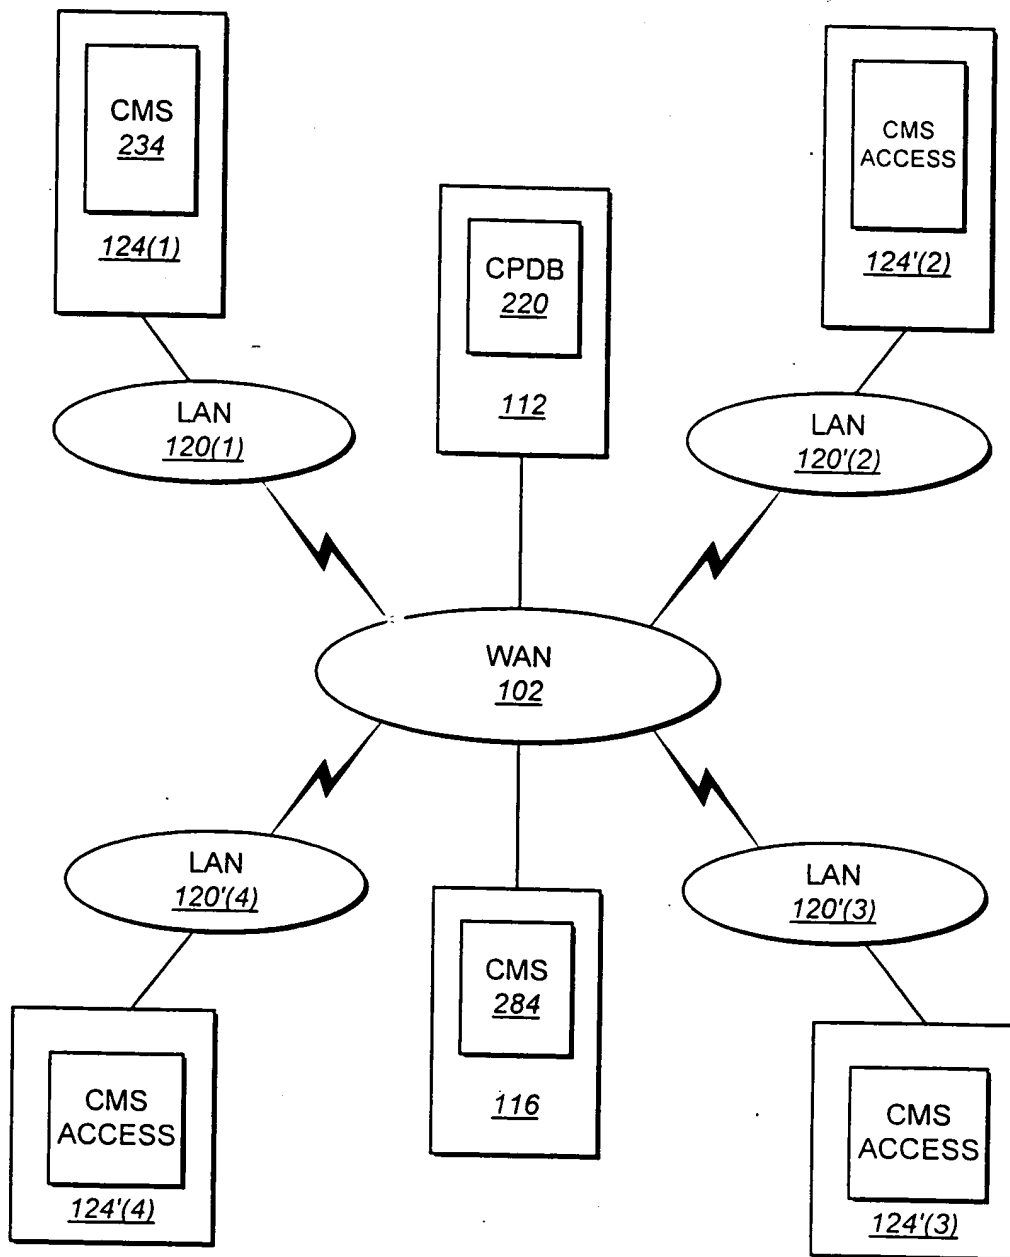 CMS
234
124(1)
CMS
ACCESS
124'(2)
CPDB
220
112
LAN
120(1)
LAN
120'(2)
WAN
102
LAN
120'(4)
LAN
120'(3)
CMS
284
116
CMS
ACCESS
124'(4)
CMS
ACCESS
124'(3)